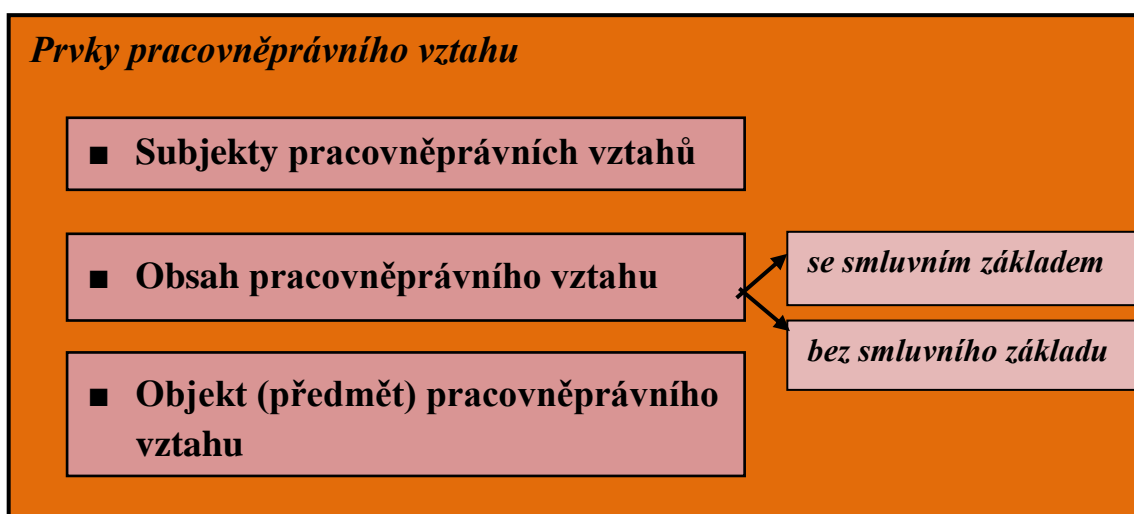 Prvky pracovněprávního vztahu
▪ Subjekty pracovněprávních vztahů
▪ Obsah pracovněprávního vztahu
se smluvním základem
bez smluvního základu
▪ Objekt (předmět) pracovněprávního
vztahu